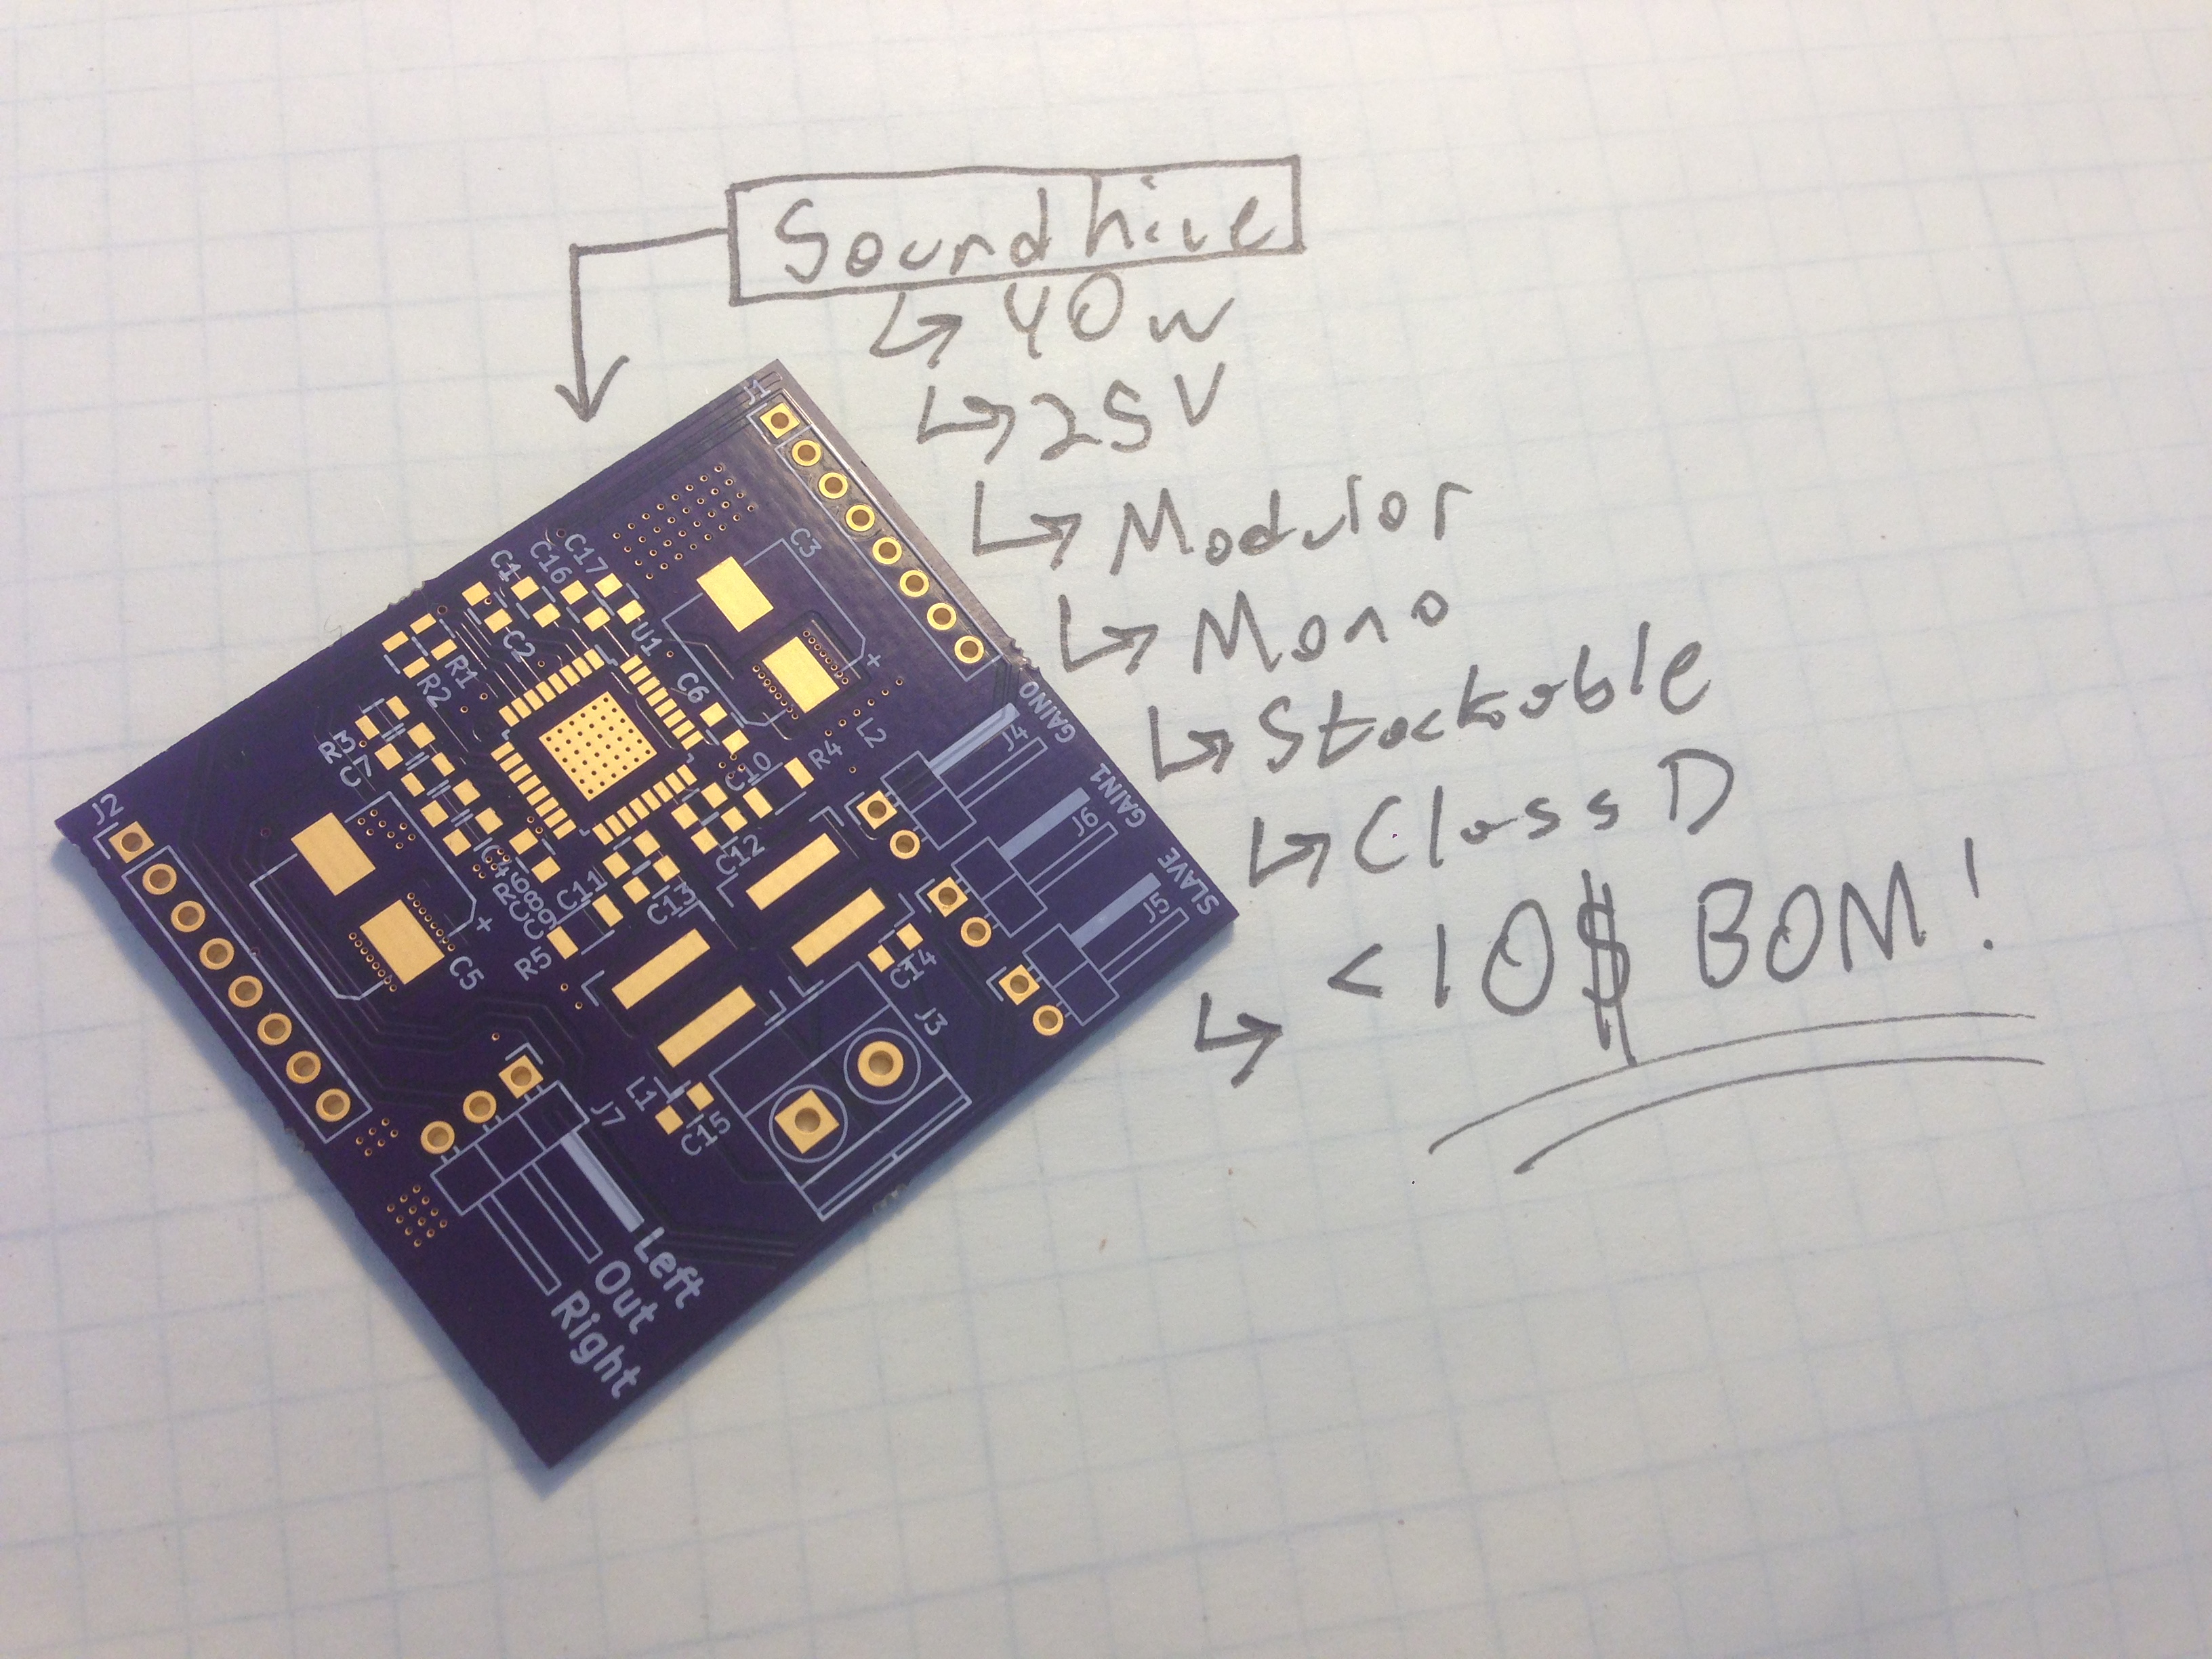 Soundhive
40w
25V
Modular
Mono
Stackable
Class D
<10$ BOM!
J1
C3
+
C17
C16
C4
C2
U1
R1
R2
C6
R3
C7
L2
R4
C10
C12
GAIN0
J4
GAIN1
J6
SLAVE
J5
J2
C5
+
R6
C8
C9
R5
C11
C13
C14
J3
L1
C15
J7
Left
Out
Right